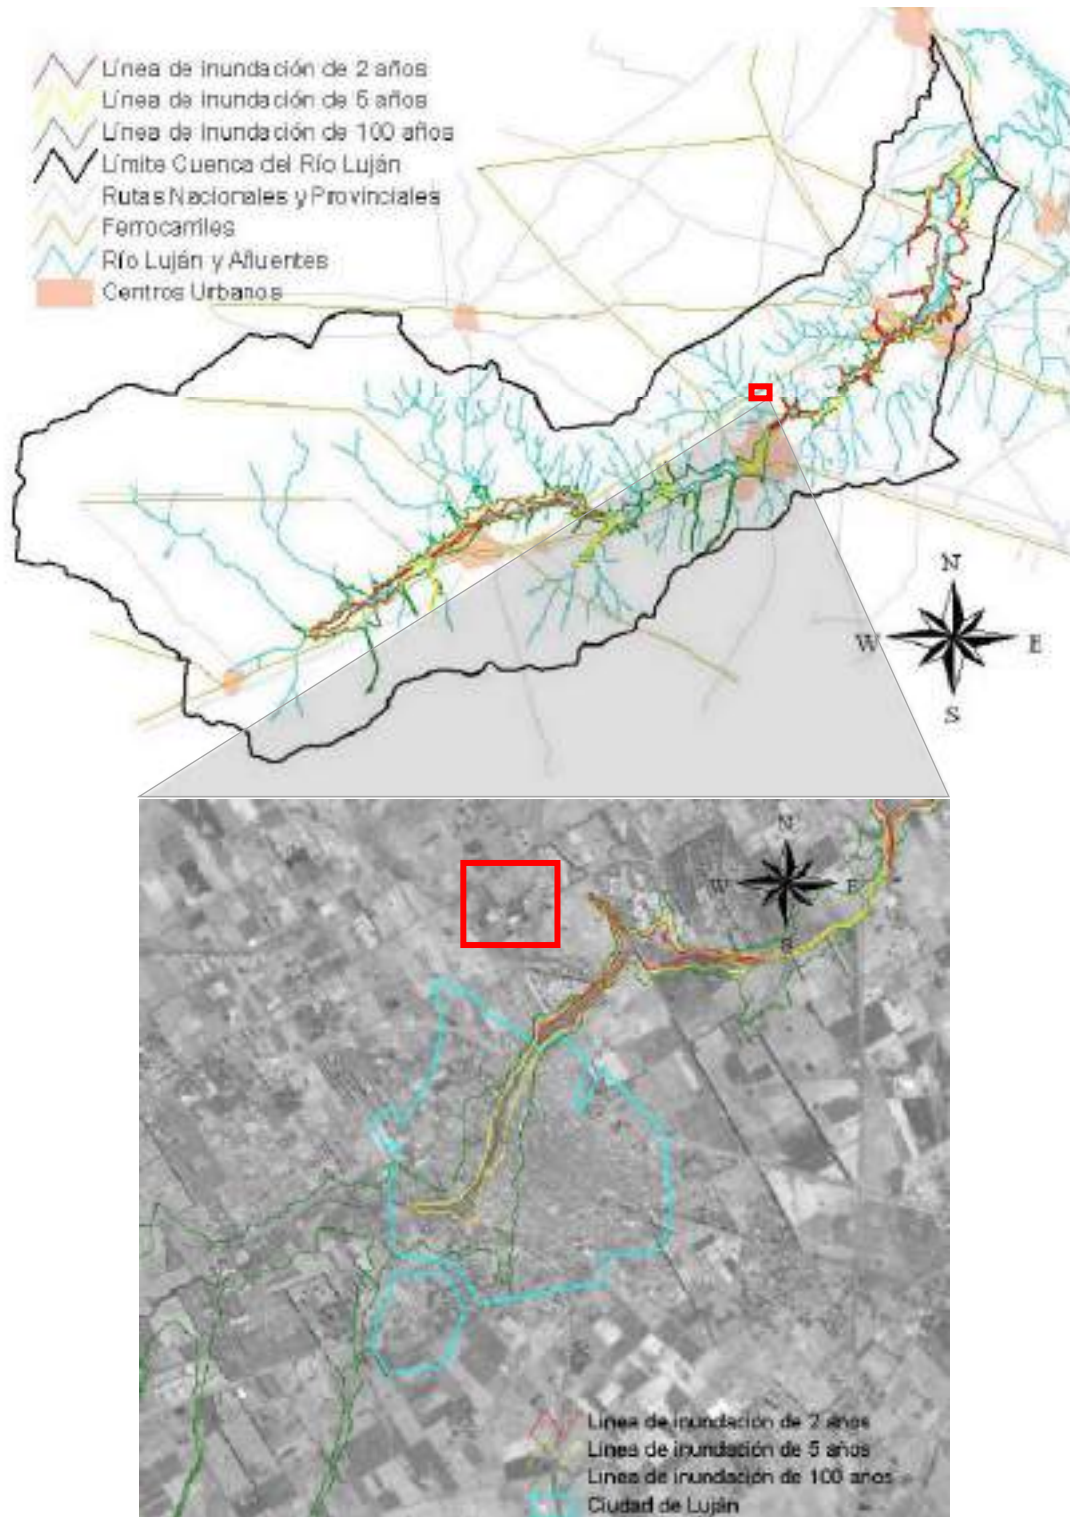 Línea de inundación de 2 años
Línea de inundación de 5 años
Línea de inundación de 100 años
Límite Cuenca del Río Luján
Rutas Nacionales y Provinciales
Ferrocarriles
Río Luján y Afluentes
Centros Urbanos
N
W E
S
N
W E
S
Línea de inundación de 2 años
Línea de inundación de 5 años
Línea de inundación de 100 años
Ciudad de Luján